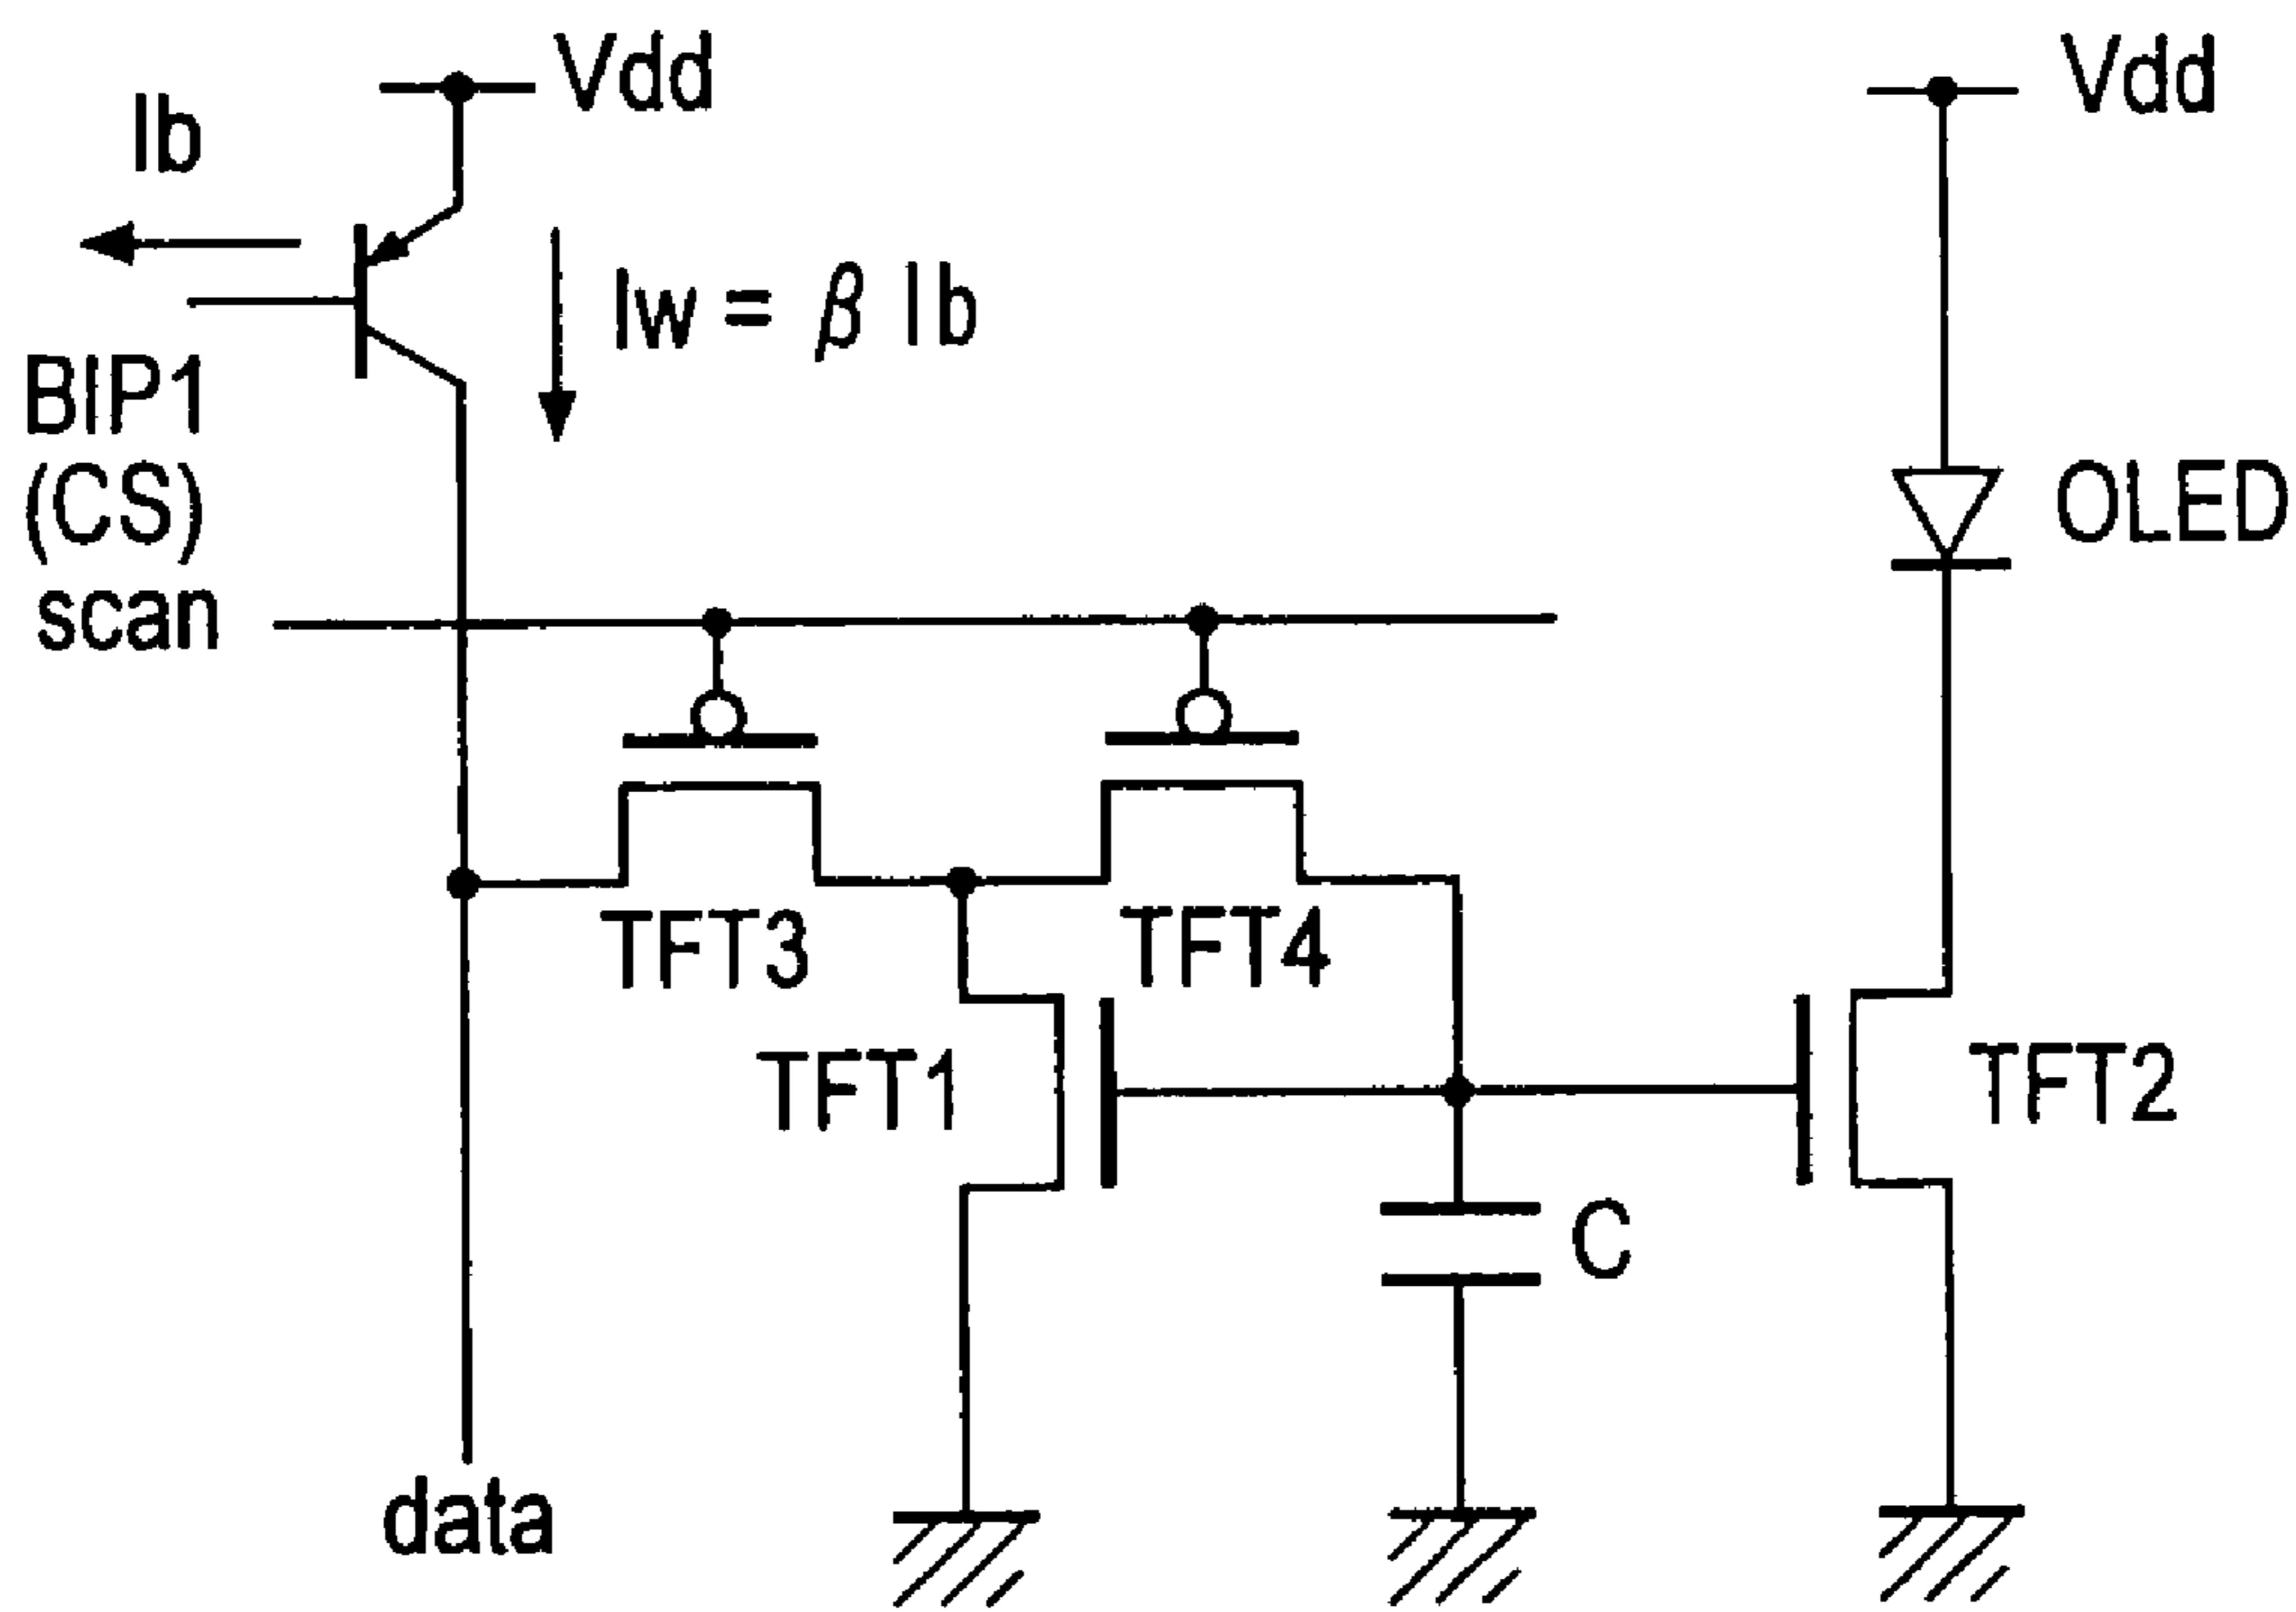 Vdd
Vdd
Ib
Iw = β Ib
BIP1
(CS)
OLED
scan
TFT3
TFT4
TFT1
TFT2
C
data